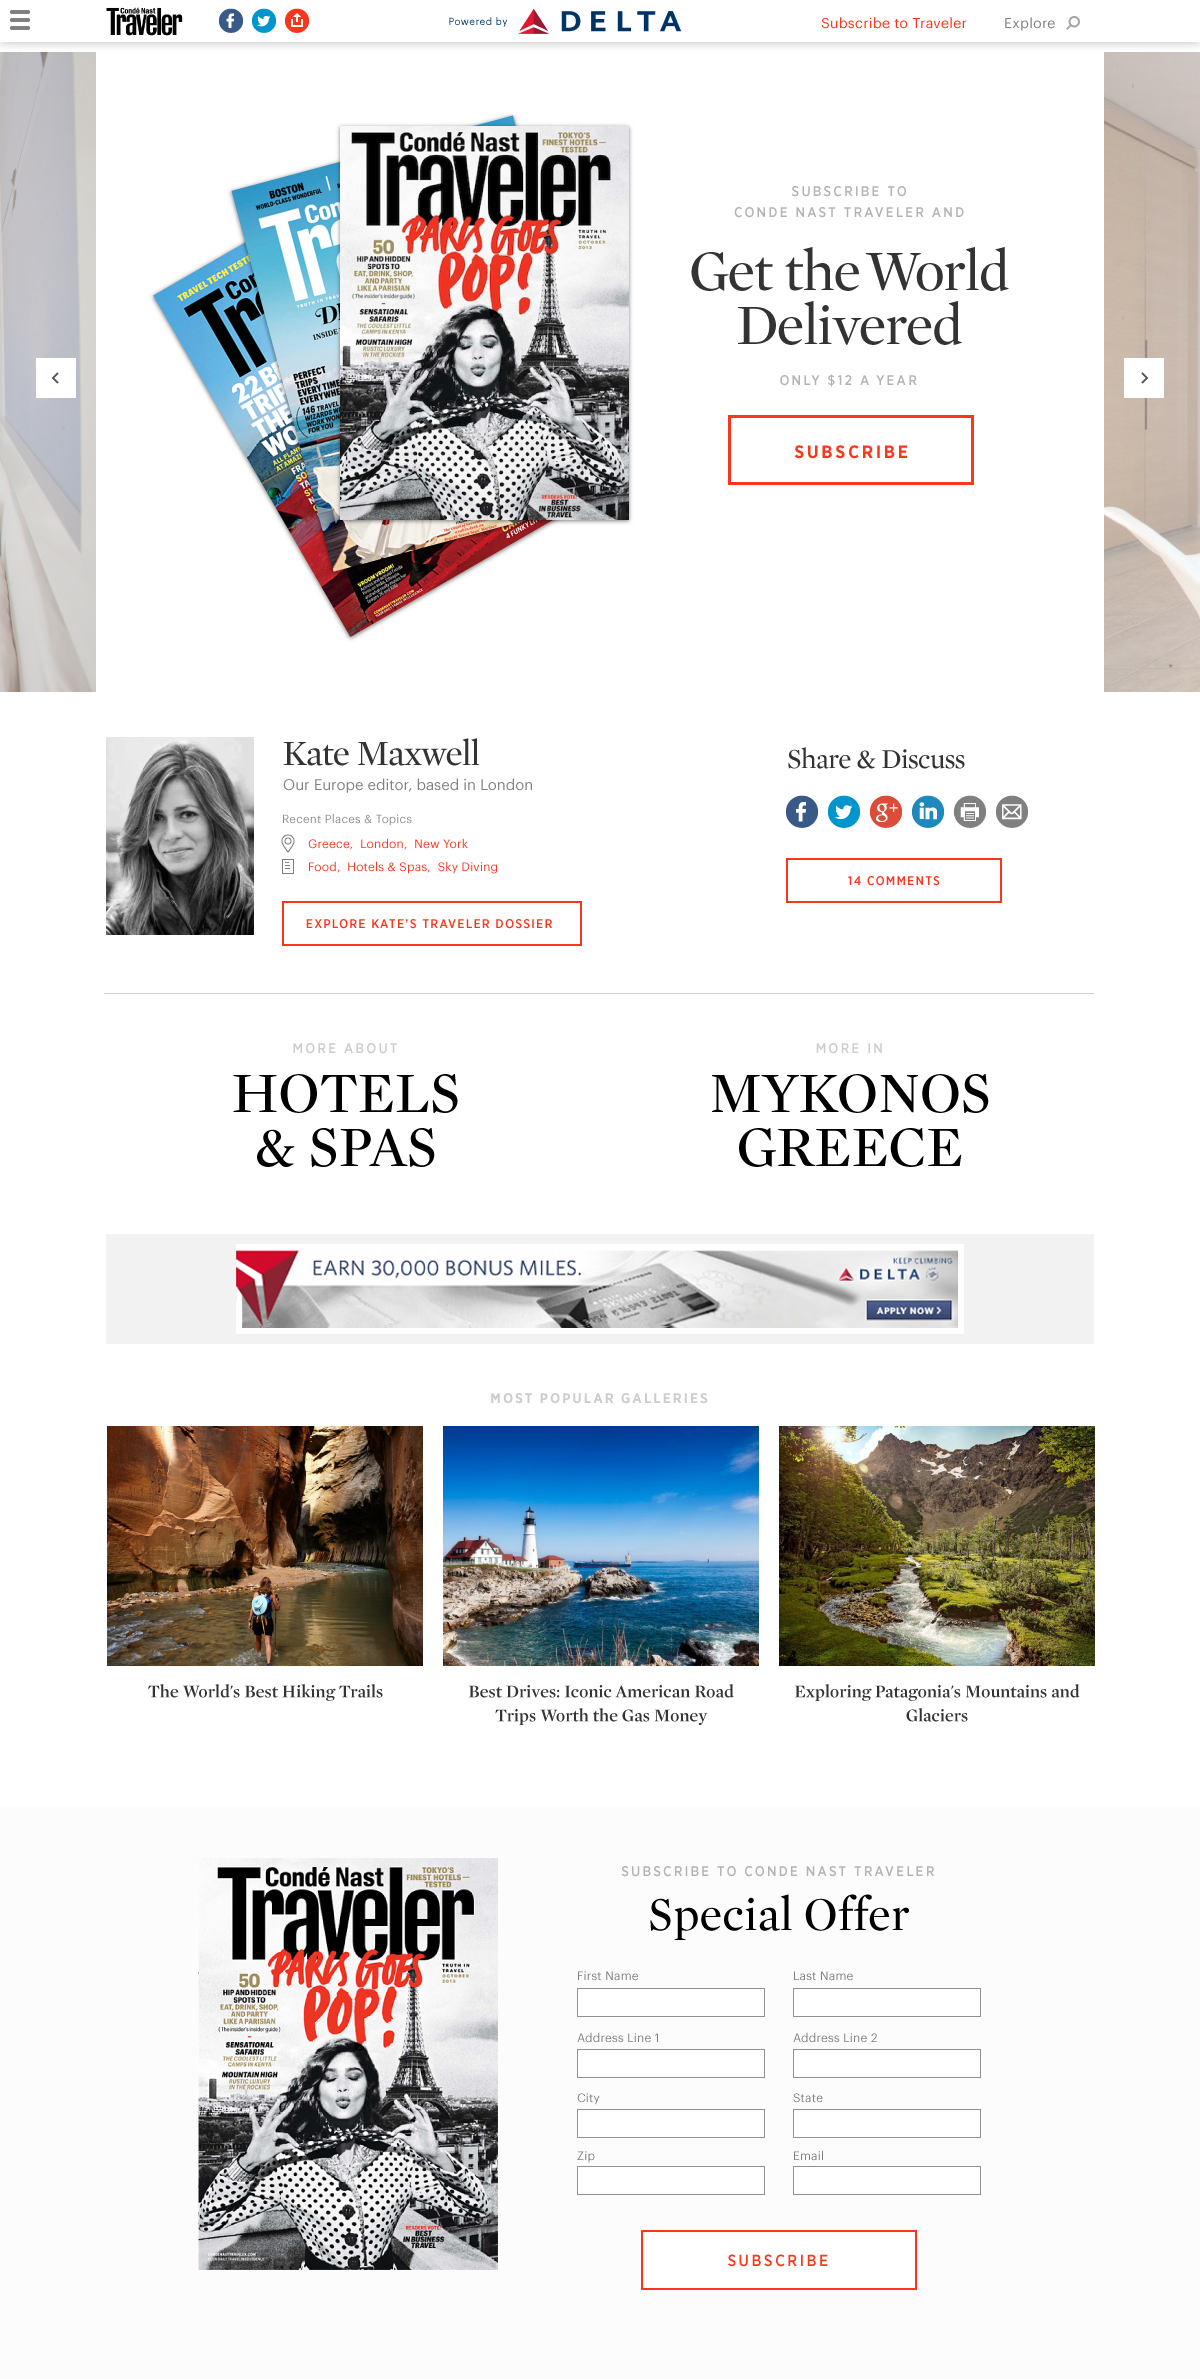 Condé Nast
Traveler
Powered by
DELTA
Subscribe to Traveler
Explore
Condé Nast
Traveler
TOKYO'S
FINEST HOTELS—
TESTED
TRUTH IN
TRAVEL
OCTOBER
2013
PARIS GOES
POP!
50
HIP AND HIDDEN
SPOTS TO
EAT, DRINK, SHOP,
AND PARTY
LIKE A PARISIAN
(The insider's insider guide)
SENSATIONAL
SAFARIS
THE COOLEST LITTLE
CAMPS IN KENYA
MOUNTAIN HIGH
RUSTIC LUXURY
IN THE ROCKIES
READERS VOTE:
BEST
IN BUSINESS
TRAVEL
BOSTON
WORLD-CLASS WONDERFUL
PERFECT
TRIPS
EVERY TIME
EVERYWHERE
146 TRAVEL
VROOM VROOM!
SUBSCRIBE TO
CONDE NAST TRAVELER AND
Get the World
Delivered
ONLY $12 A YEAR
SUBSCRIBE
Kate Maxwell
Our Europe editor, based in London
Recent Places & Topics
Greece, London, New York
Food, Hotels & Spas, Sky Diving
EXPLORE KATE'S TRAVELER DOSSIER
Share & Discuss
14 COMMENTS
MORE ABOUT
HOTELS
& SPAS
MORE IN
MYKONOS
GREECE
EARN 30,000 BONUS MILES.
KEEP CLIMBING
DELTA
APPLY NOW >
MOST POPULAR GALLERIES
The World's Best Hiking Trails
Best Drives: Iconic American Road
Trips Worth the Gas Money
Exploring Patagonia's Mountains and
Glaciers
Condé Nast
Traveler
TOKYO'S
FINEST HOTELS—
TESTED
TRUTH IN
TRAVEL
OCTOBER
2013
PARIS GOES
POP!
50
HIP AND HIDDEN
SPOTS TO
EAT, DRINK, SHOP,
AND PARTY
LIKE A PARISIAN
(The insider's insider guide)
SENSATIONAL
SAFARIS
THE COOLEST LITTLE
CAMPS IN KENYA
MOUNTAIN HIGH
RUSTIC LUXURY
IN THE ROCKIES
READERS VOTE:
BEST
IN BUSINESS
TRAVEL
SUBSCRIBE TO CONDE NAST TRAVELER
Special Offer
First Name
Last Name
Address Line 1
Address Line 2
City
State
Zip
Email
SUBSCRIBE